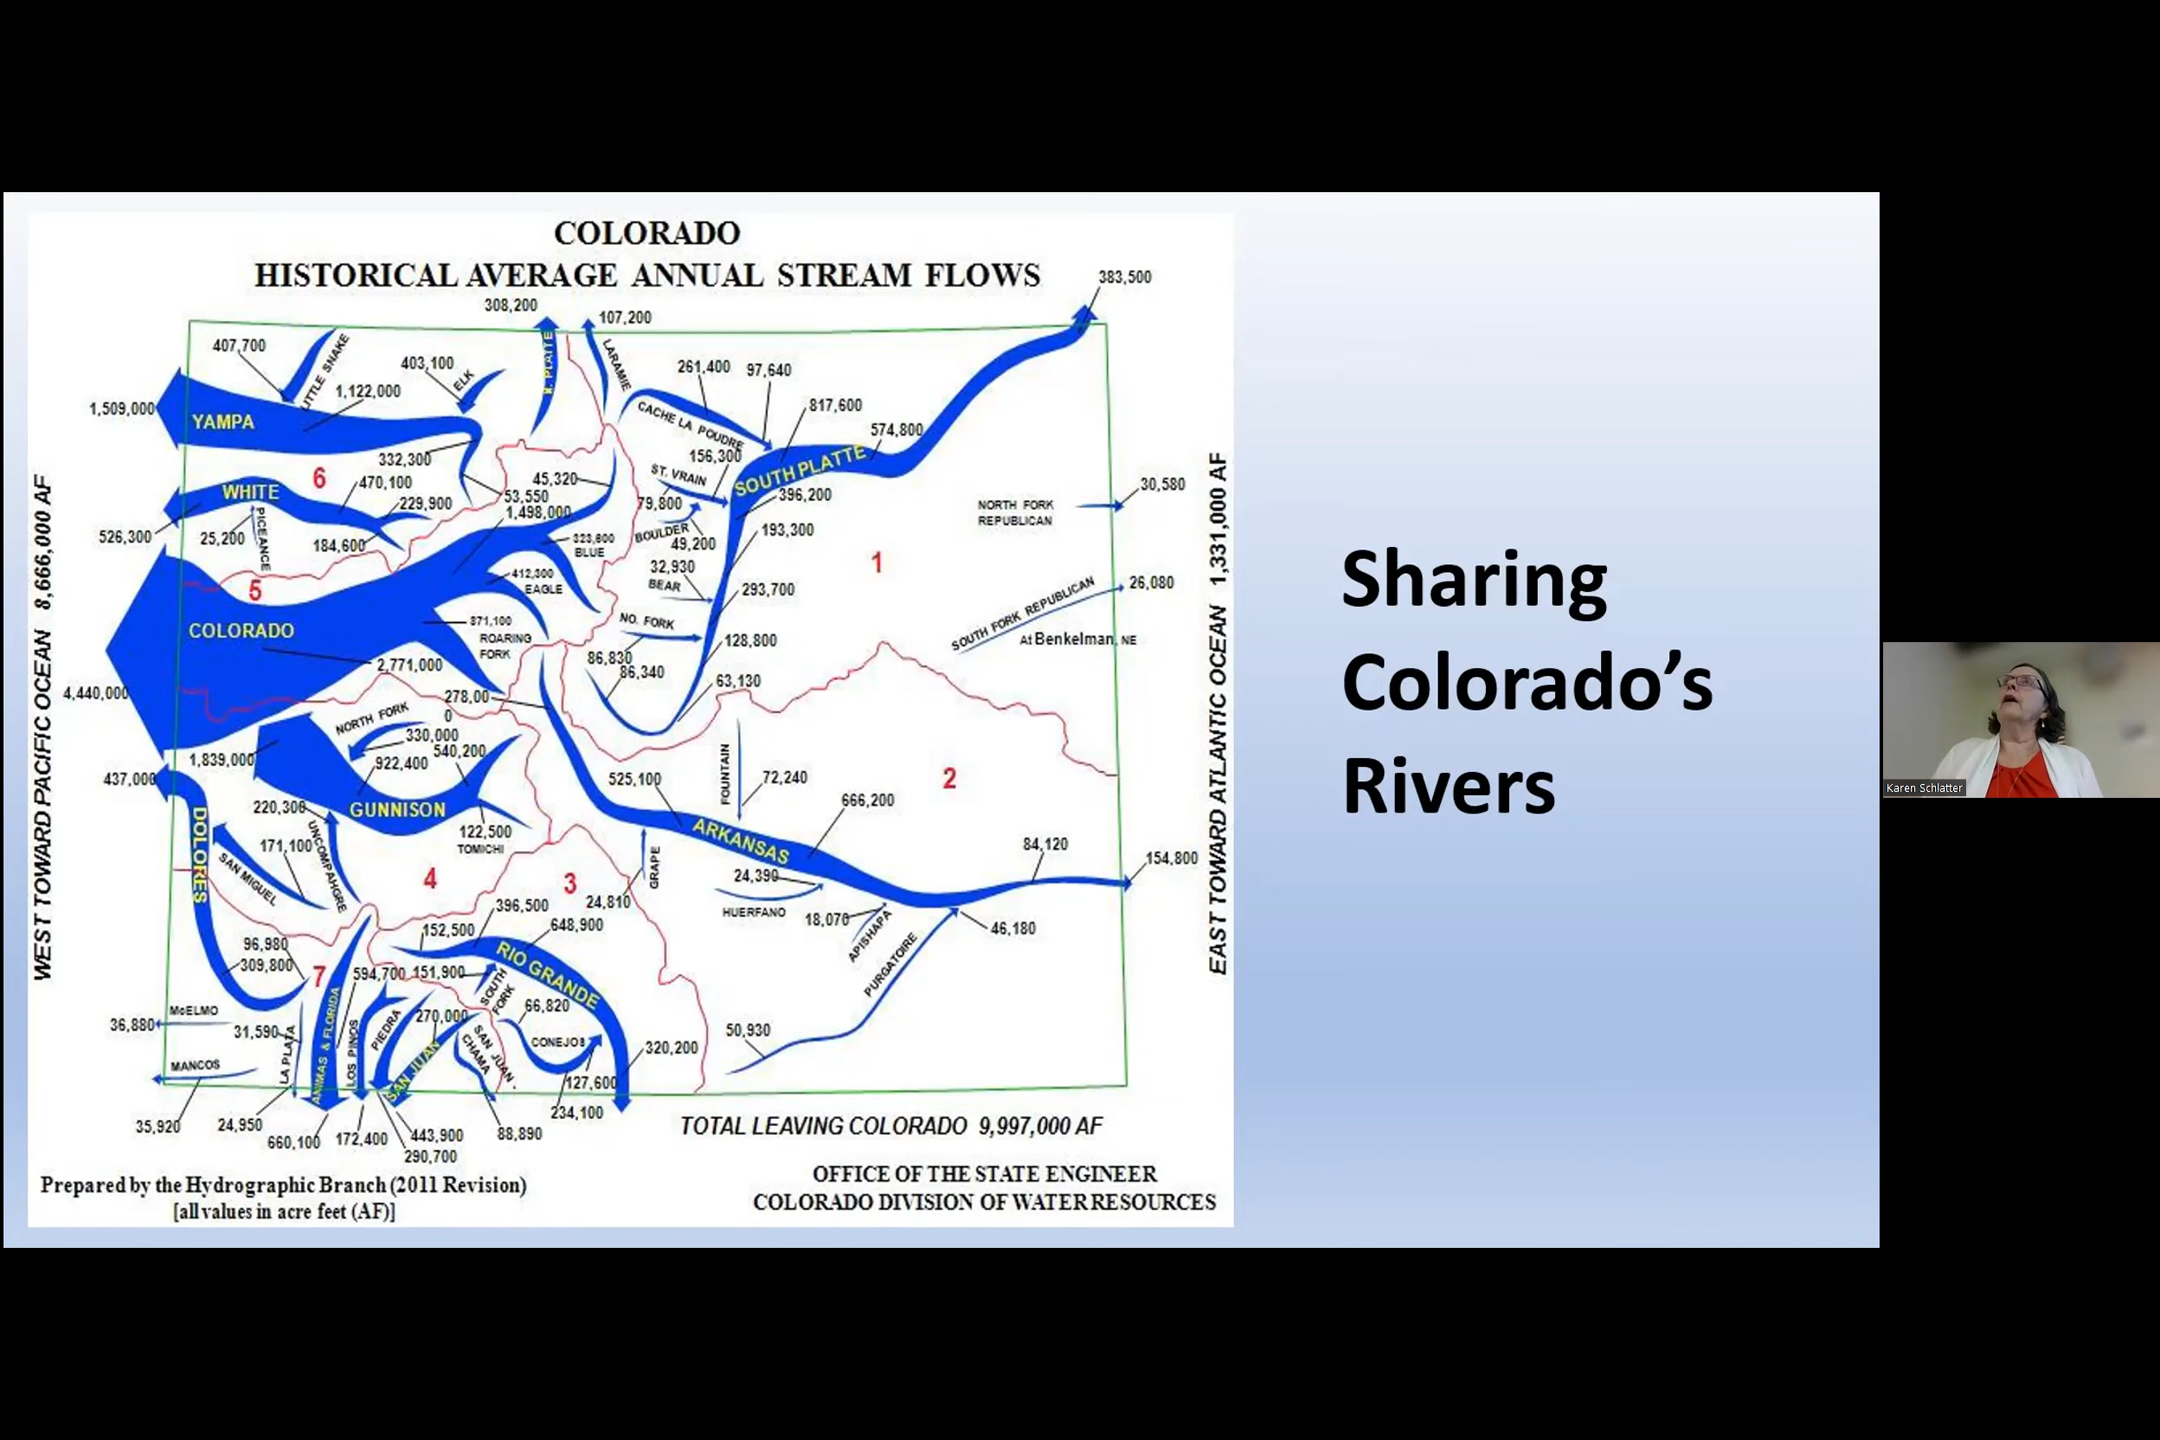 COLORADO
HISTORICAL AVERAGE ANNUAL STREAM FLOWS
383,500
308,200
107,200
407,700
LITTLE SNAKE
403,100
ELK
N. PLATTE
LARAMIE
261,400
97,640
1,122,000
1,509,000
YAMPA
CACHE LA POUDRE
817,600
574,800
332,300
156,300
SOUTH PLATTE
6
WHITE
470,100
45,320
ST. VRAIN
53,550
79,800
396,200
229,900
1,498,000
NORTH FORK
REPUBLICAN
30,580
526,300
25,200
PICEANCE
184,600
323,800
BLUE
BOULDER
49,200
193,300
1
5
412,300
EAGLE
32,930
BEAR
293,700
26,080
SOUTH FORK REPUBLICAN
At Benkelman, NE
COLORADO
871,100
ROARING
FORK
NO. FORK
128,800
2,771,000
86,830
86,340
63,130
4,440,000
278,00
0
NORTH FORK
330,000
540,200
922,400
1,839,000
437,000
DOLORES
220,300
GUNNISON
UNCOMPAHGRE
122,500
TOMICHI
171,100
SAN MIGUEL
525,100
FOUNTAIN
72,240
2
666,200
ARKANSAS
84,120
154,800
4
3
GRAPE
24,810
24,390
HUERFANO
18,070
APISHAPA
PURGATOIRE
46,180
50,930
396,500
648,900
152,500
RIO GRANDE
96,980
309,800
7
594,700
151,900
SOUTH
FORK
66,820
McELMO
36,880
31,590
LA PLATA
ANIMAS & FLORIDA
LOS PINOS
PIEDRA
270,000
SAN JUAN
SAN JUAN-
CHAMA
CONEJOS
127,600
320,200
234,100
MANCOS
35,920
24,950
660,100
172,400
443,900
290,700
88,890
WEST TOWARD PACIFIC OCEAN 8,666,000 AF
EAST TOWARD ATLANTIC OCEAN 1,331,000 AF
TOTAL LEAVING COLORADO 9,997,000 AF
Prepared by the Hydrographic Branch (2011 Revision)
[all values in acre feet (AF)]
OFFICE OF THE STATE ENGINEER
COLORADO DIVISION OF WATER RESOURCES
Sharing
Colorado's
Rivers
Karen Schlatter